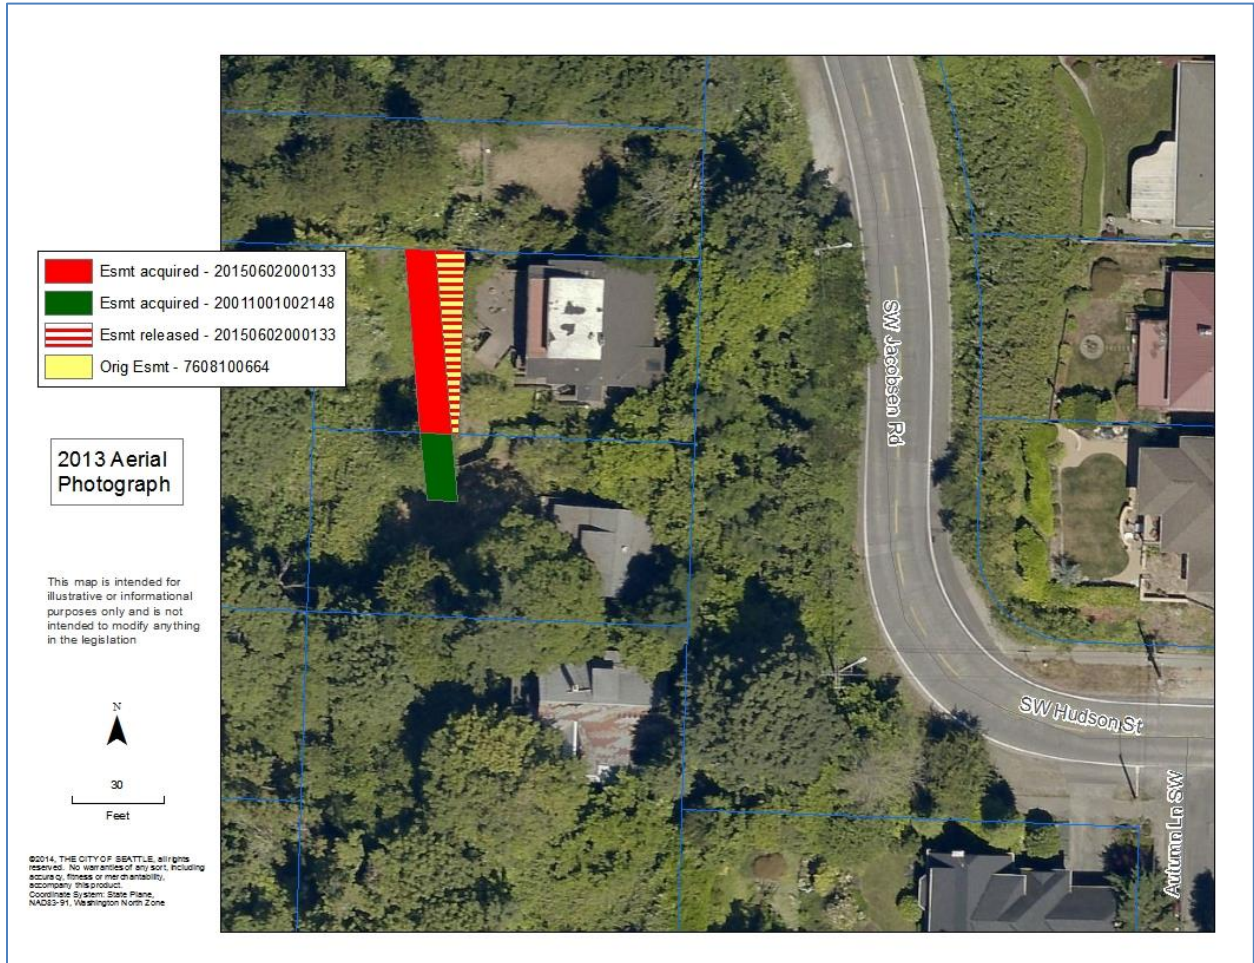 Esmt acquired - 20150602000133
Esmt acquired - 20011001002148
Esmt released - 20150602000133
Orig Esmt - 7608100664
2013 Aerial
Photograph
This map is intended for
illustrative or informational
purposes only and is not
intended to modify anything
in the legislation
N
30
Feet
©2014, THE CITY OF SEATTLE, all rights
reserved. No warranties of any sort, including
accuracy, fitness or merchantability,
accompany this product.
Coordinate System: State Plane,
NAD83-91, Washington North Zone
SW Jacobsen Rd
SW Hudson St
Autumn Ln SW